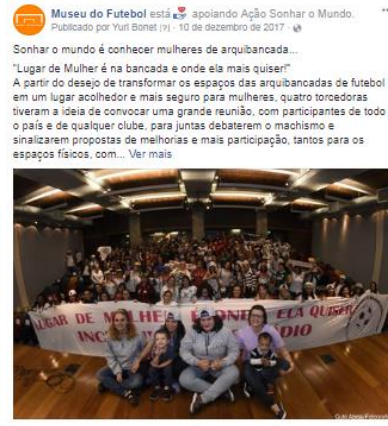 Museu do Futebol está apoiando Ação Sonhar o Mundo.
Publicado por Yuri Bonet [?] · 10 de dezembro de 2017 ·
Sonhar o mundo é conhecer mulheres de arquibancada...
"Lugar de Mulher é na bancada e onde ela mais quiser!"
A partir do desejo de transformar os espaços das arquibancadas de futebol
em um lugar acolhedor e mais seguro para mulheres, quatro torcedoras
tiveram a ideia de convocar uma grande reunião, com participantes de todo
o país e de qualquer clube, para juntas debaterem o machismo e
sinalizarem propostas de melhorias e mais participação, tantos para os
espaços físicos, com... Ver mais
LUGAR DE MULHER É ONDE ELA QUISER